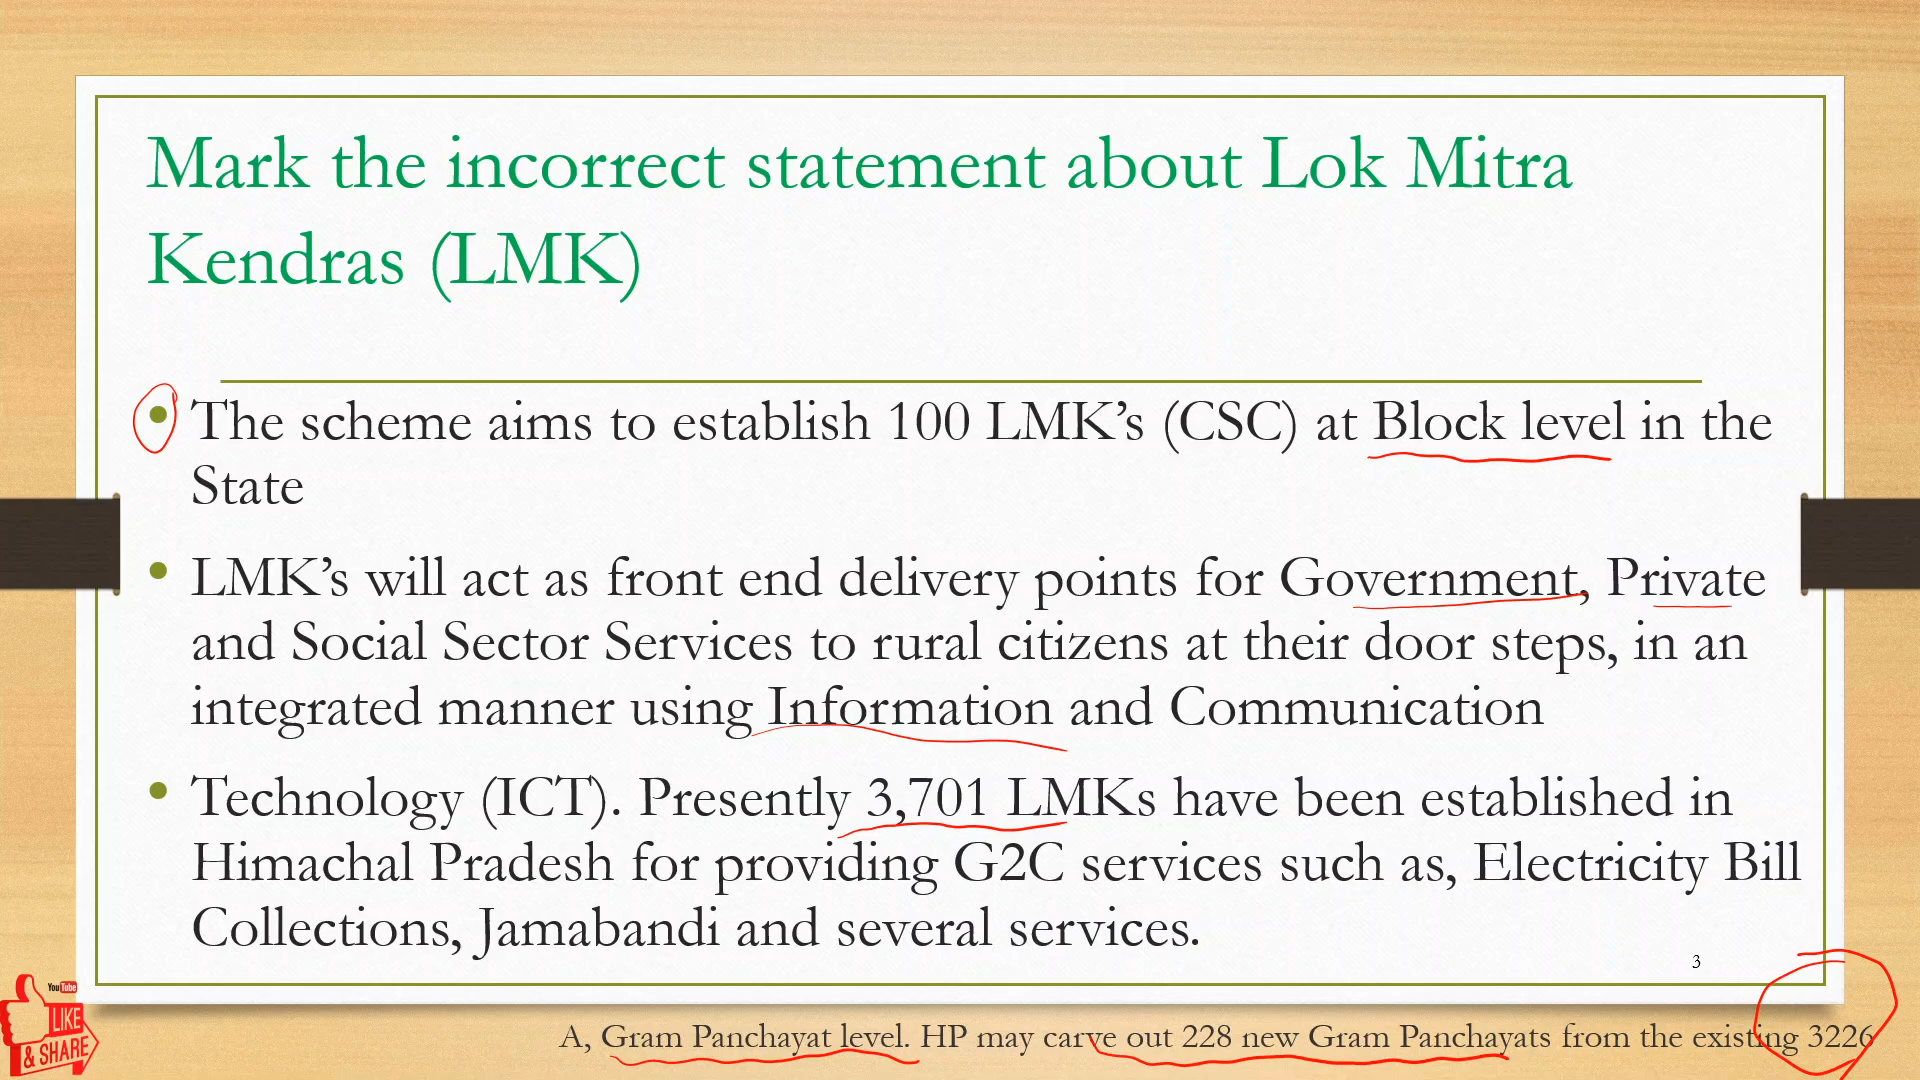 Mark the incorrect statement about Lok Mitra
Kendras (LMK)
• The scheme aims to establish 100 LMK’s (CSC) at Block level in the
State
• LMK’s will act as front end delivery points for Government, Private
and Social Sector Services to rural citizens at their door steps, in an
integrated manner using Information and Communication
• Technology (ICT). Presently 3,701 LMKs have been established in
Himachal Pradesh for providing G2C services such as, Electricity Bill
Collections, Jamabandi and several services.
3
YouTube
LIKE
& SHARE
A, Gram Panchayat level. HP may carve out 228 new Gram Panchayats from the existing 3226